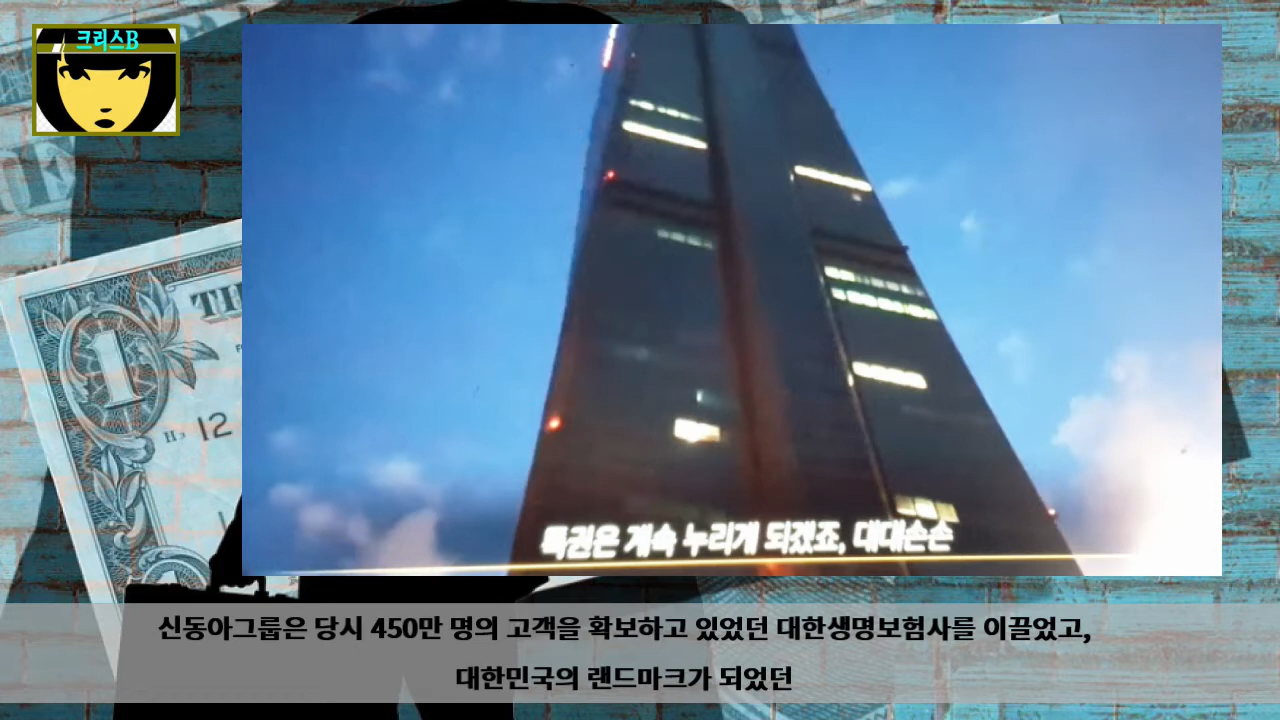 크리스B
특권은 계속 누리게 되겠죠, 대대손손
TH
1
12
신동아그룹은 당시 450만 명의 고객을 확보하고 있었던 대한생명보험사를 이끌었고,
대한민국의 랜드마크가 되었던